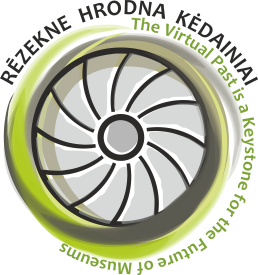 RĒZEKNE HRODNA KĖDAINIAI
The Virtual Past is a Keystone for the Future of Museums